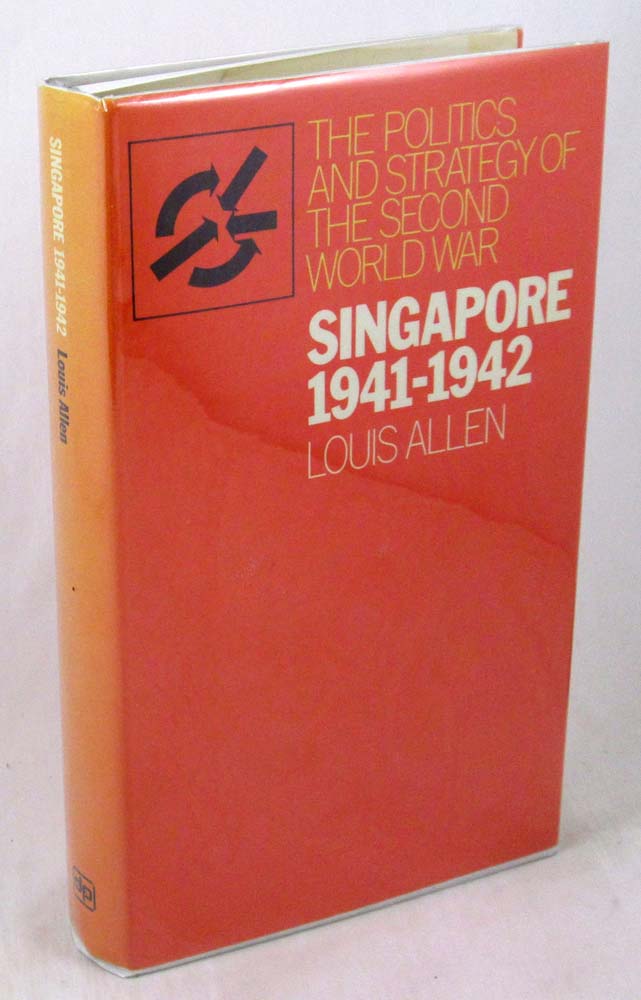 THE POLITICS
AND STRATEGY OF
THE SECOND
WORLD WAR
SINGAPORE
1941-1942
LOUIS ALLEN
SINGAPORE 1941-1942 Louis Allen
dp